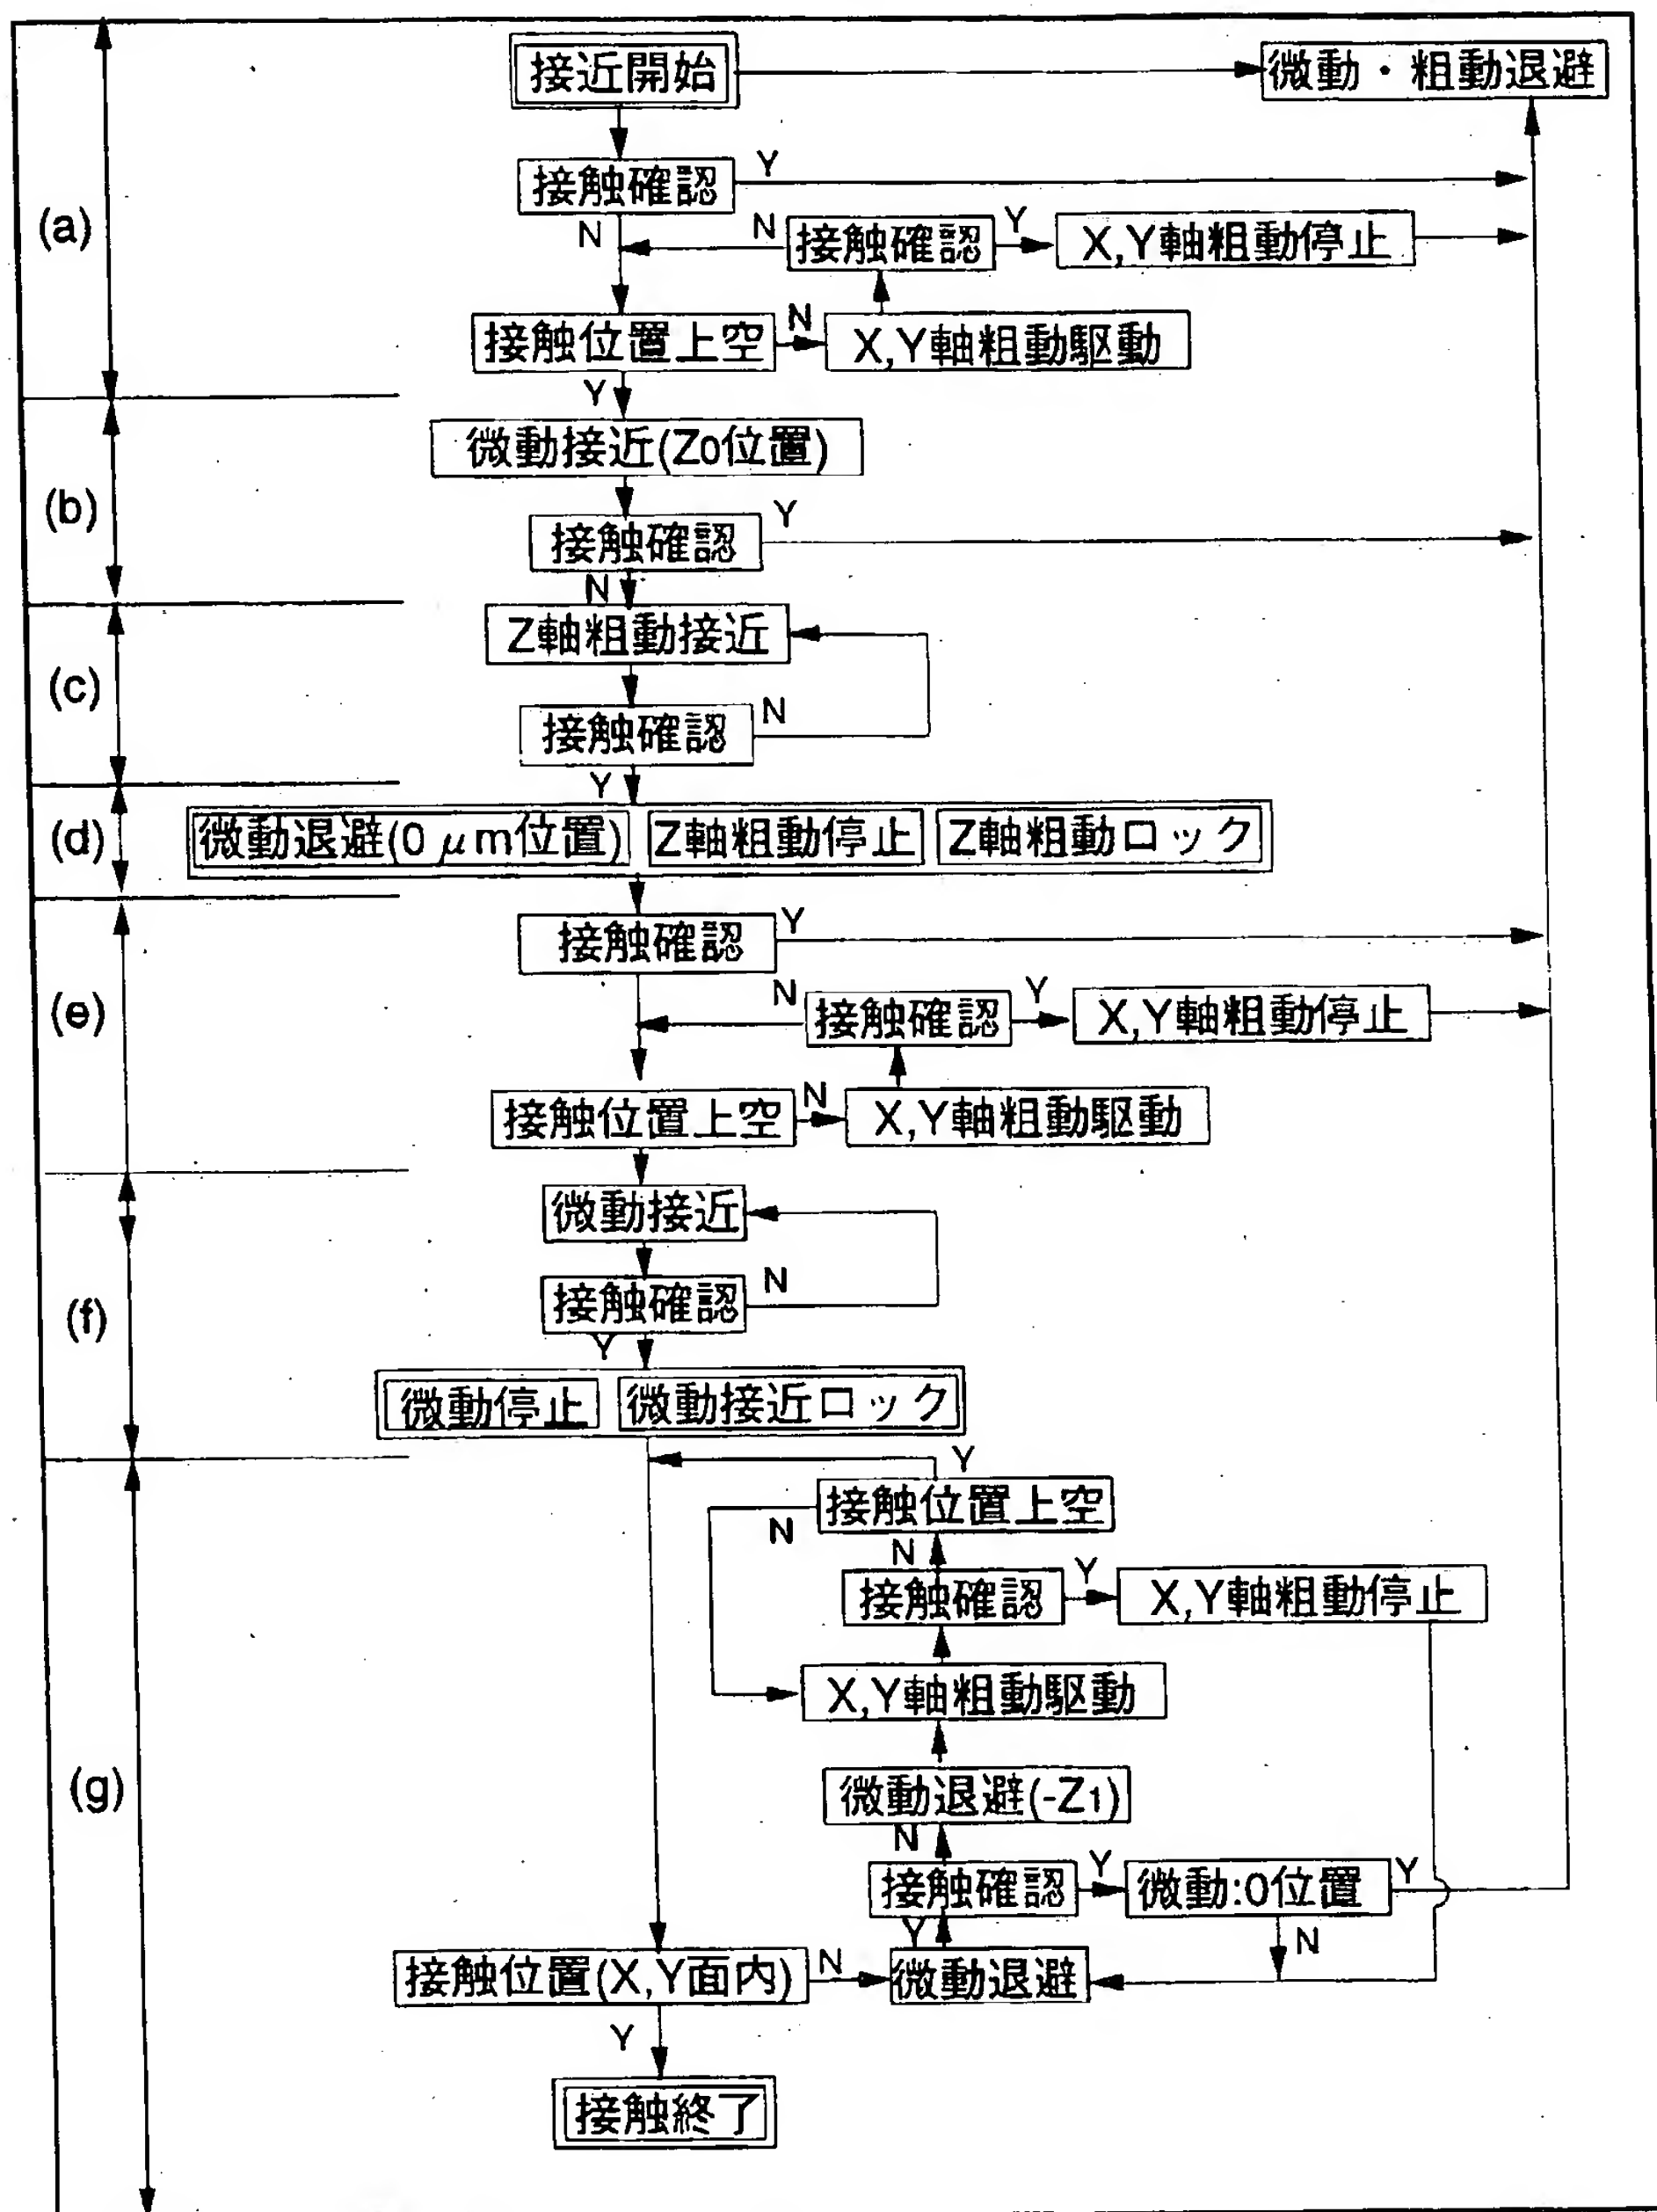 接近開始
微動・粗動退避
接触確認
Y
N
(a)
N
接触確認
Y
X,Y軸粗動停止
接触位置上空
N
X,Y軸粗動駆動
Y
微動接近(Z0位置)
(b)
接触確認
Y
N
Z軸粗動接近
(c)
接触確認
N
Y
(d)
微動退避(0 μm位置)
Z軸粗動停止
Z軸粗動ロック
接触確認
Y
(e)
N
接触確認
Y
X,Y軸粗動停止
接触位置上空
N
X,Y軸粗動駆動
微動接近
(f)
接触確認
N
Y
微動停止
微動接近ロック
Y
接触位置上空
N
N
接触確認
Y
X,Y軸粗動停止
X,Y軸粗動駆動
(g)
微動退避(-Z1)
N
接触確認
Y
微動:0位置
Y
Y
N
接触位置(X,Y面内)
N
微動退避
Y
接触終了